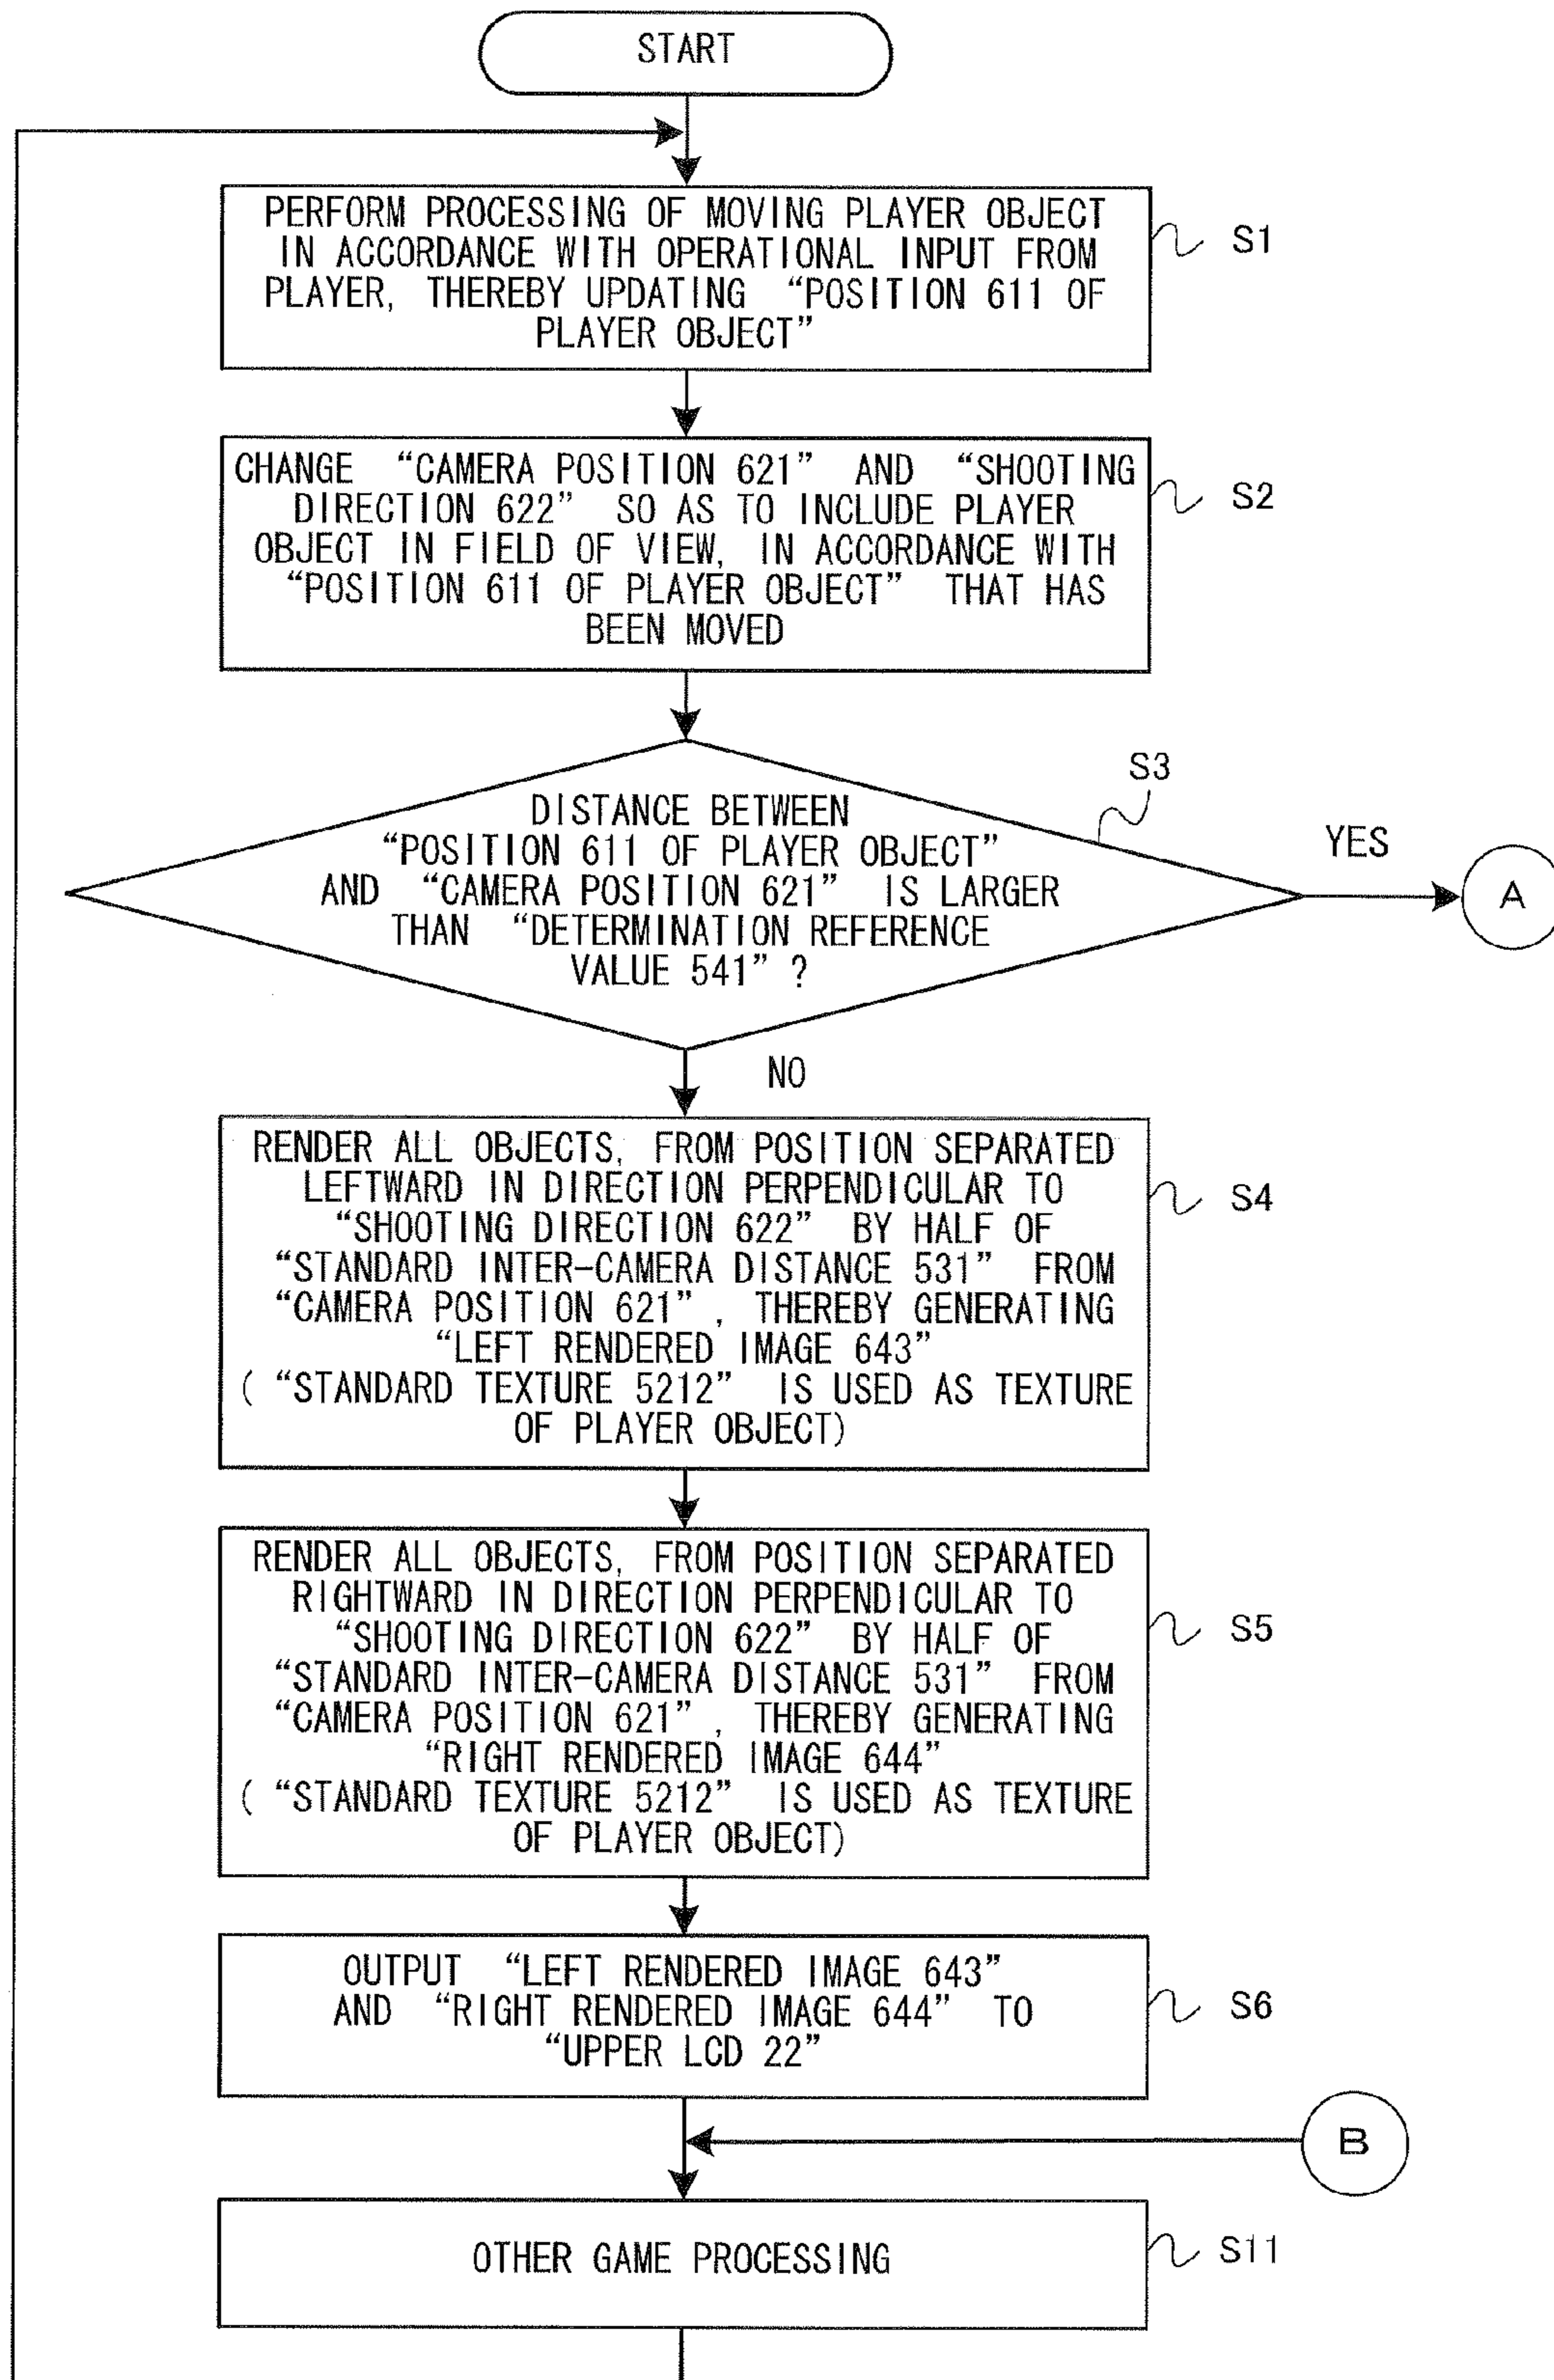 START
PERFORM PROCESSING OF MOVING PLAYER OBJECT
IN ACCORDANCE WITH OPERATIONAL INPUT FROM
PLAYER, THEREBY UPDATING “POSITION 611 OF
PLAYER OBJECT”
S1
CHANGE “CAMERA POSITION 621” AND “SHOOTING
DIRECTION 622” SO AS TO INCLUDE PLAYER
OBJECT IN FIELD OF VIEW, IN ACCORDANCE WITH
“POSITION 611 OF PLAYER OBJECT” THAT HAS
BEEN MOVED
S2
S3
DISTANCE BETWEEN
“POSITION 611 OF PLAYER OBJECT”
AND “CAMERA POSITION 621” IS LARGER
THAN “DETERMINATION REFERENCE
VALUE 541” ?
YES
A
NO
RENDER ALL OBJECTS, FROM POSITION SEPARATED
LEFTWARD IN DIRECTION PERPENDICULAR TO
“SHOOTING DIRECTION 622” BY HALF OF
“STANDARD INTER-CAMERA DISTANCE 531” FROM
“CAMERA POSITION 621”, THEREBY GENERATING
“LEFT RENDERED IMAGE 643”
( “STANDARD TEXTURE 5212” IS USED AS TEXTURE
OF PLAYER OBJECT)
S4
RENDER ALL OBJECTS, FROM POSITION SEPARATED
RIGHTWARD IN DIRECTION PERPENDICULAR TO
“SHOOTING DIRECTION 622” BY HALF OF
“STANDARD INTER-CAMERA DISTANCE 531” FROM
“CAMERA POSITION 621”, THEREBY GENERATING
“RIGHT RENDERED IMAGE 644”
( “STANDARD TEXTURE 5212” IS USED AS TEXTURE
OF PLAYER OBJECT)
S5
OUTPUT “LEFT RENDERED IMAGE 643”
AND “RIGHT RENDERED IMAGE 644” TO
“UPPER LCD 22”
S6
B
OTHER GAME PROCESSING
S11